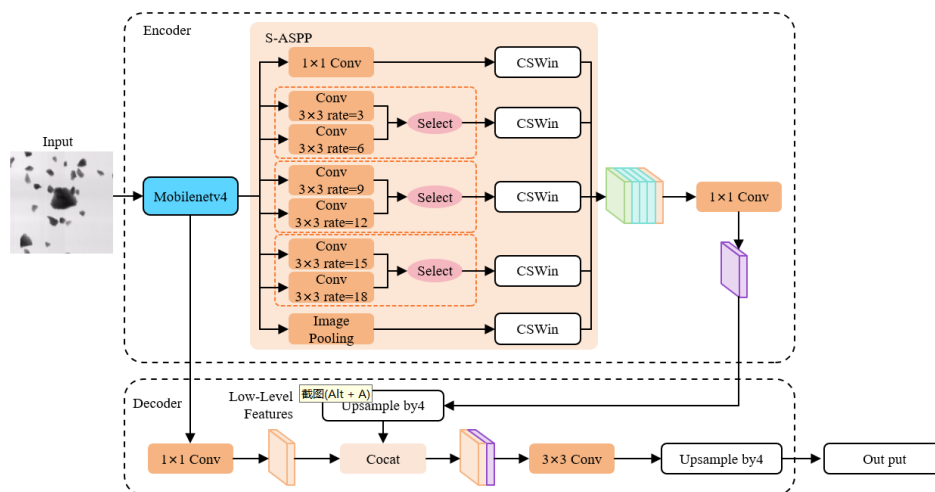 Encoder
S-ASPP
1×1 Conv
CSWin
Conv
3×3 rate=3
Conv
3×3 rate=6
Select
CSWin
Input
Mobilenetv4
Conv
3×3 rate=9
Conv
3×3 rate=12
Select
CSWin
1×1 Conv
Conv
3×3 rate=15
Conv
3×3 rate=18
Select
CSWin
Image
Pooling
CSWin
Decoder
Low-Level
Features
截图(Alt + A)
Upsample by4
1×1 Conv
Cocat
3×3 Conv
Upsample by4
Out put